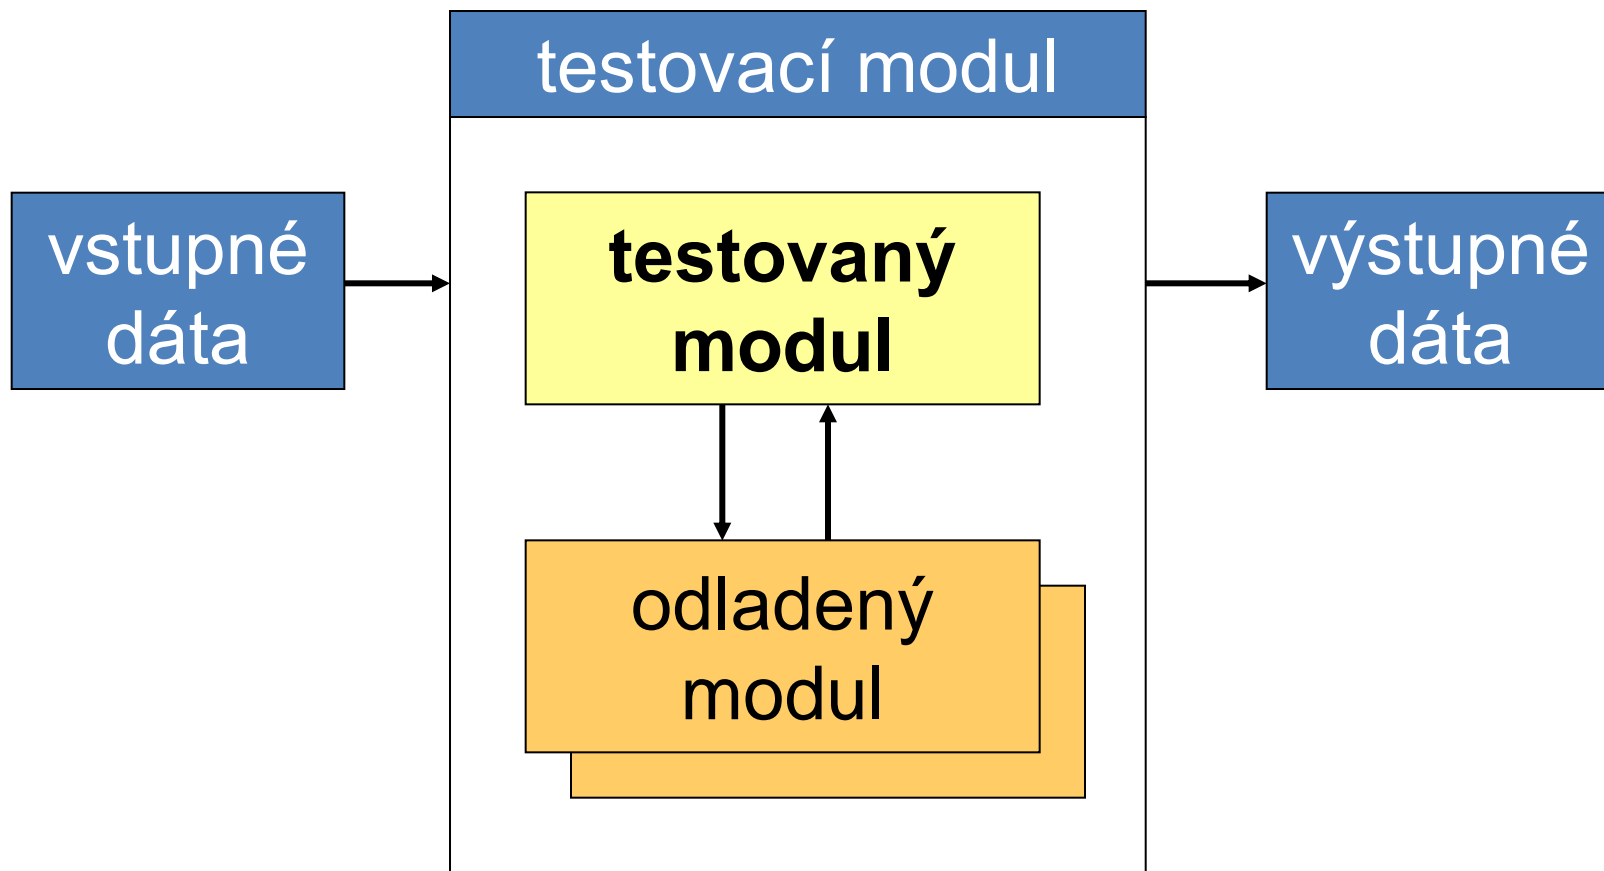 testovací modul
vstupné
dáta
testovaný
modul
výstupné
dáta
odladený
modul